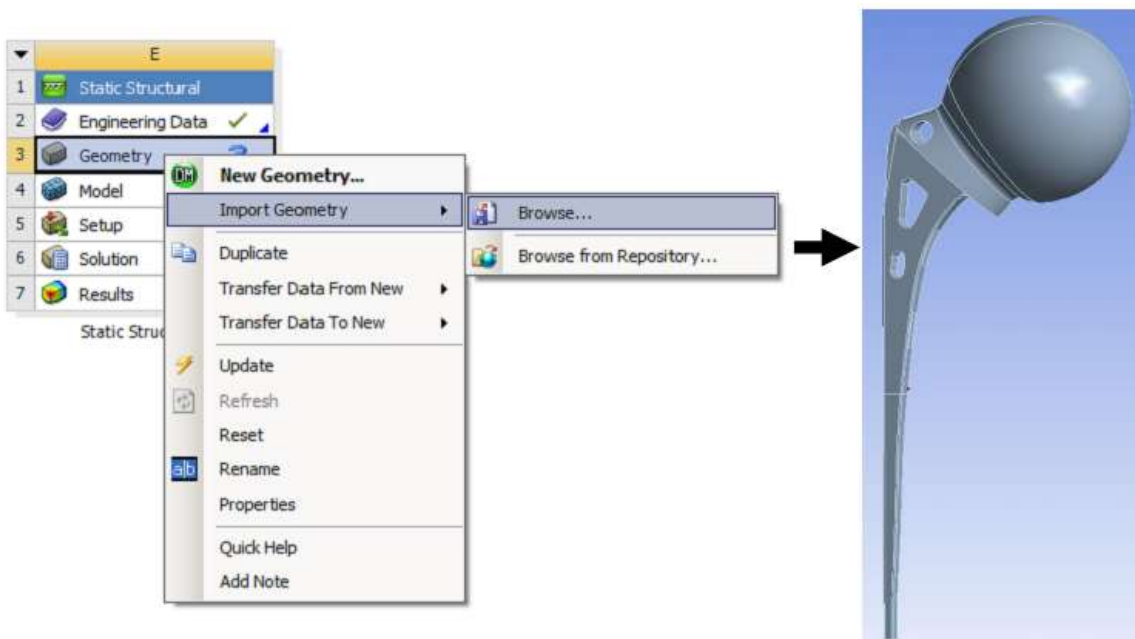 E
1 Static Structural
2 Engineering Data
3 Geometry
4 Model
5 Setup
6 Solution
7 Results
Static Struc
DM New Geometry...
Import Geometry
Duplicate
Transfer Data From New
Transfer Data To New
Update
Refresh
Reset
a|b Rename
Properties
Quick Help
Add Note
Browse...
Browse from Repository...